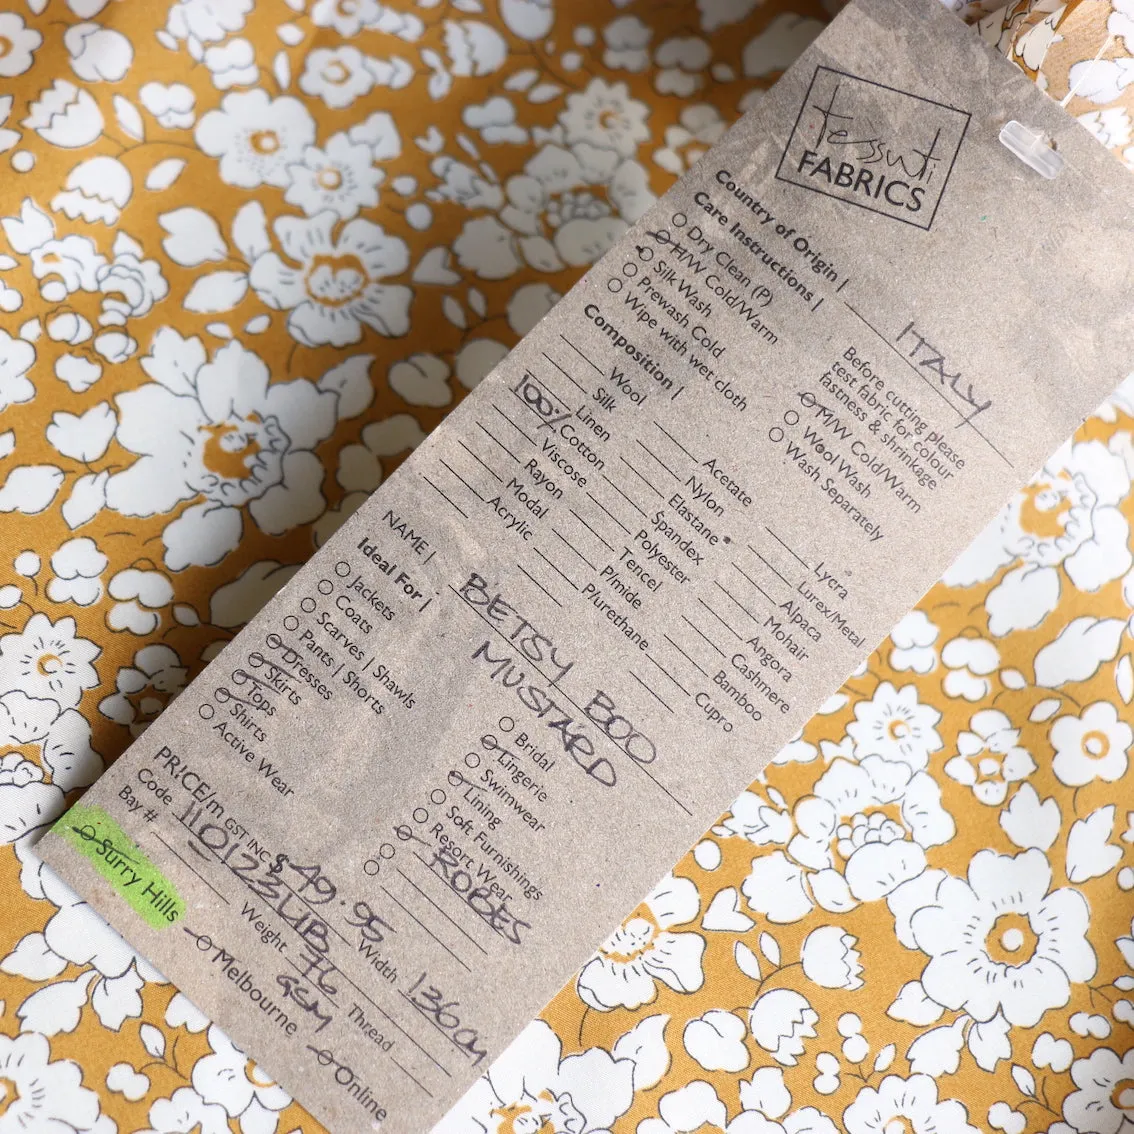 tessuti
FABRICS
Country of Origin | ITALY
Care Instructions |
Dry Clean (P)
H/W Cold/Warm
Silk Wash
Prewash Cold
Wipe with wet cloth
Before cutting please
test fabric for colour
fastness & shrinkage
M/W Cold/Warm
Wool Wash
Wash Separately
Composition |
Wool
Silk
Linen
100% Cotton
Viscose
Rayon
Modal
Acrylic
Acetate
Nylon
Elastane
Spandex
Polyester
Tencel
P/mide
P/urethane
Lycra
Lurex/Metal
Alpaca
Mohair
Angora
Cashmere
Bamboo
Cupro
NAME | BETSY BOO
MUSTARD
Ideal For |
Jackets
Coats
Scarves | Shawls
Pants | Shorts
Dresses
Skirts
Tops
Shirts
Active Wear
Bridal
Lingerie
Swimwear
Lining
Soft Furnishings
Resort Wear
ROBES
PRICE/m GST INC $49.95
Code
Width 136cm
Bay #
Weight 76
GSM
Thread
Surry Hills
Melbourne
Online